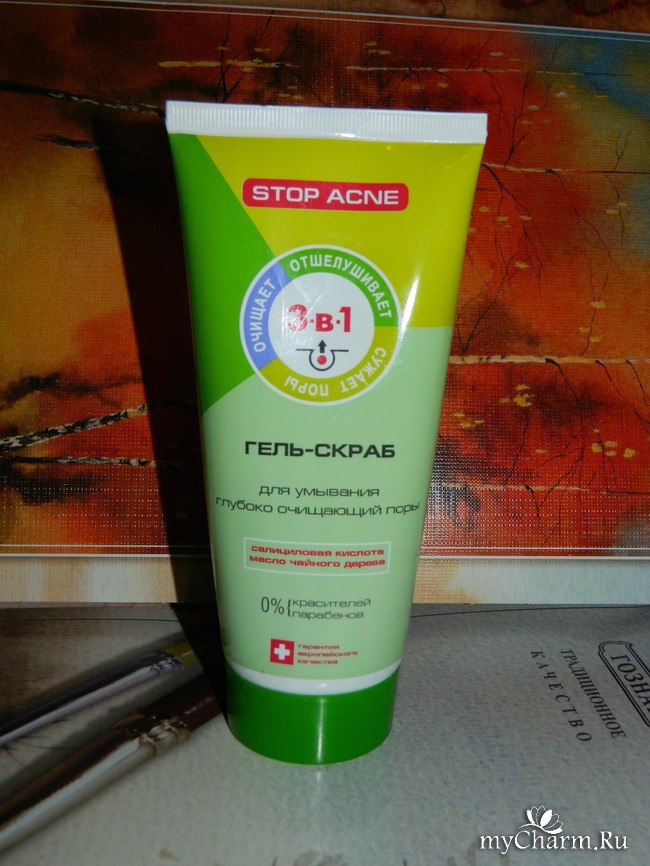 STOP ACNE
ОЧИЩАЕТ
ОТШЕЛУШИВАЕТ
СУЖАЕТ ПОРЫ
3-в-1
ГЕЛЬ-СКРАБ
для умывания
глубоко очищающий поры
салициловая кислота
масло чайного дерева
0% красителей
парабенов
гарантия
европейского
качества
ТРАДИЦИОННОЕ
КАЧЕСТВО
ГОЗНА
myCharm.Ru